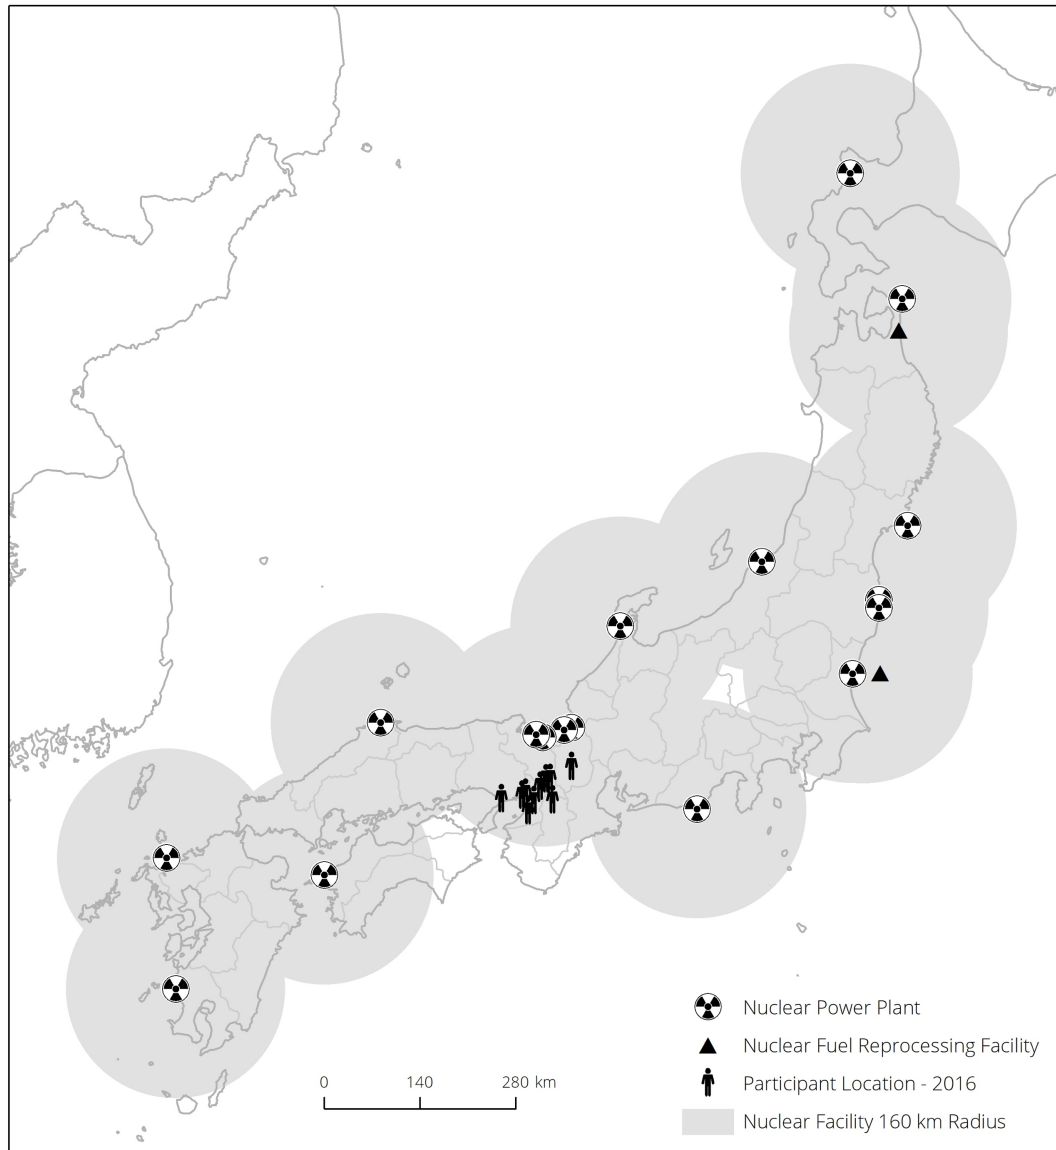 Nuclear Power Plant
Nuclear Fuel Reprocessing Facility
0 140 280 km
Participant Location - 2016
Nuclear Facility 160 km Radius